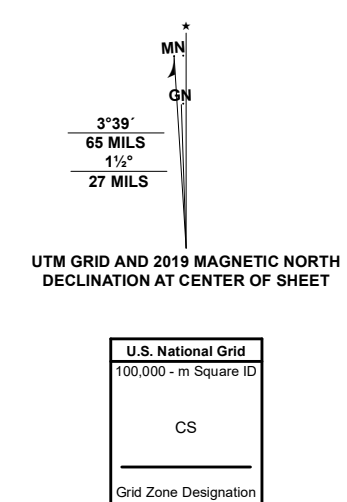 ★
MN
GN
3°39´
65 MILS
1½°
27 MILS
UTM GRID AND 2019 MAGNETIC NORTH
DECLINATION AT CENTER OF SHEET
U.S. National Grid
100,000 - m Square ID
CS
Grid Zone Designation